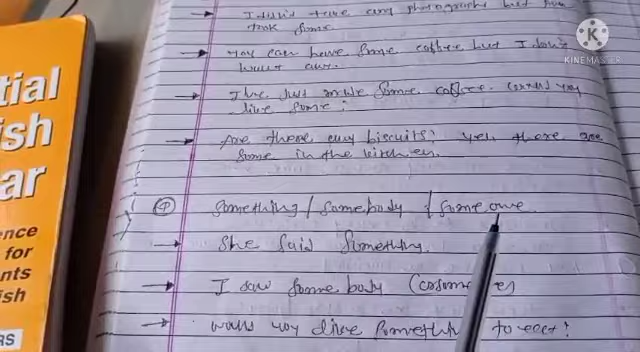 tial
ish
ar
ence
for
nts
ish
RS
KINEMASTER
→ I didn't take any photographs but
took some
→ You can have some coffee but I don't
want any.
→ I've just made some coffee. Would you
like some?
→ Are there any biscuits? Yes, there are
some in the kitchen.
④ Something / Somebody / Someone
→ She said something.
→ I saw somebody
→ Would you like something to eat?